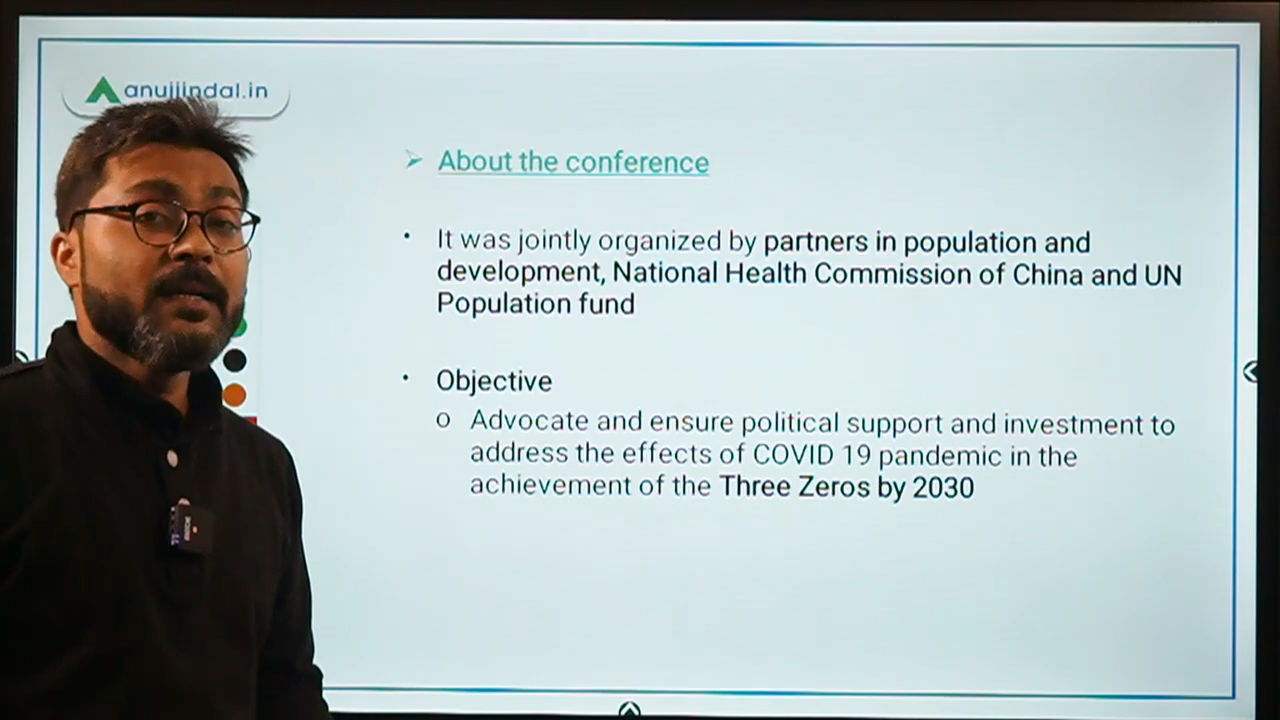 anujjindal.in
About the conference
It was jointly organized by partners in population and
development, National Health Commission of China and UN
Population fund
Objective
o Advocate and ensure political support and investment to
address the effects of COVID 19 pandemic in the
achievement of the Three Zeros by 2030